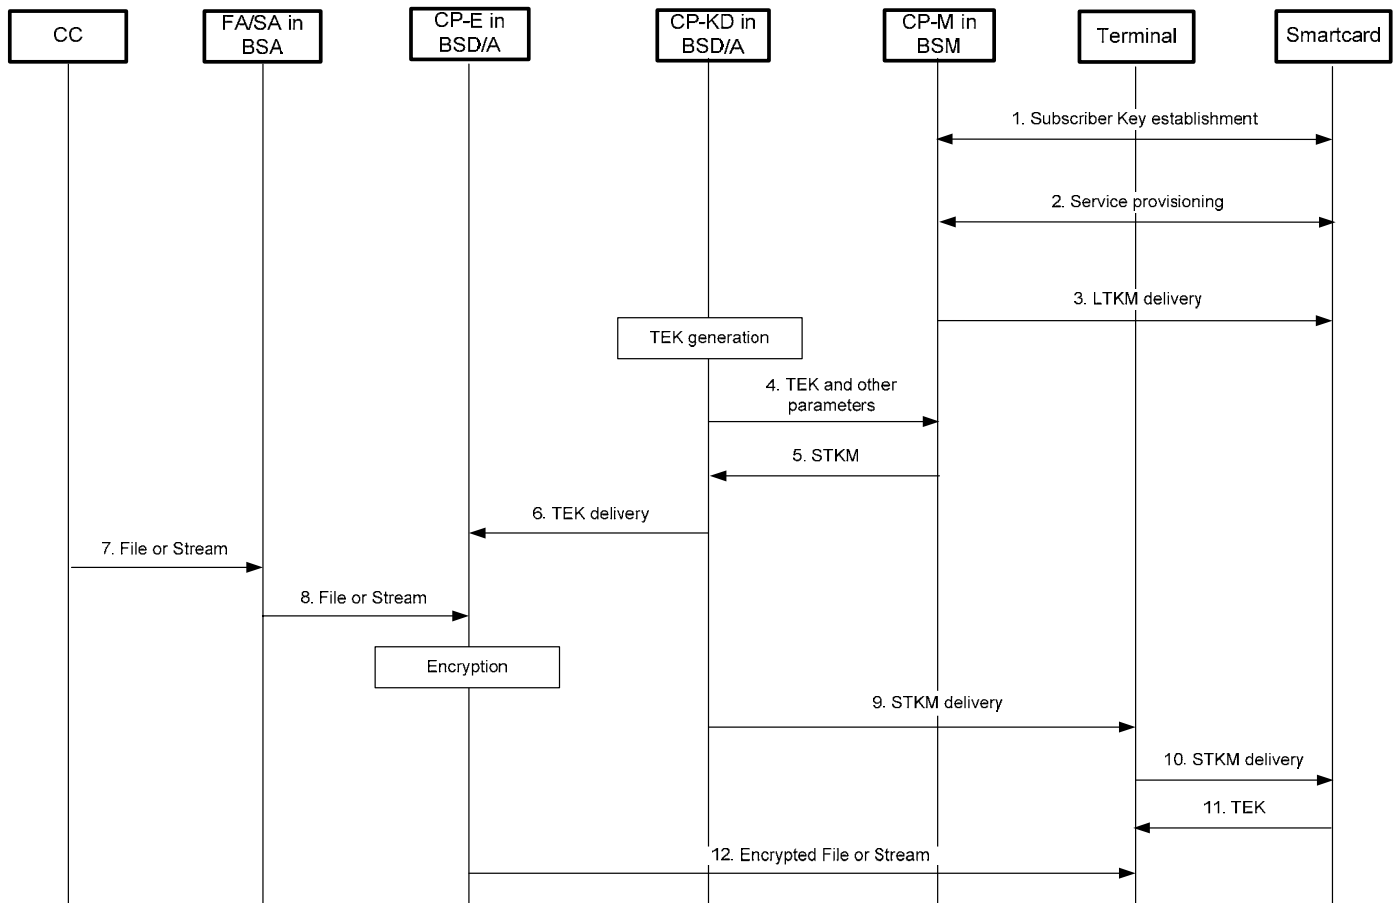 CC
FA/SA in
BSA
CP-E in
BSD/A
CP-KD in
BSD/A
CP-M in
BSM
Terminal
Smartcard
1. Subscriber Key establishment
2. Service provisioning
3. LTKM delivery
TEK generation
4. TEK and other
parameters
5. STKM
6. TEK delivery
7. File or Stream
8. File or Stream
Encryption
9. STKM delivery
10. STKM delivery
11. TEK
12. Encrypted File or Stream